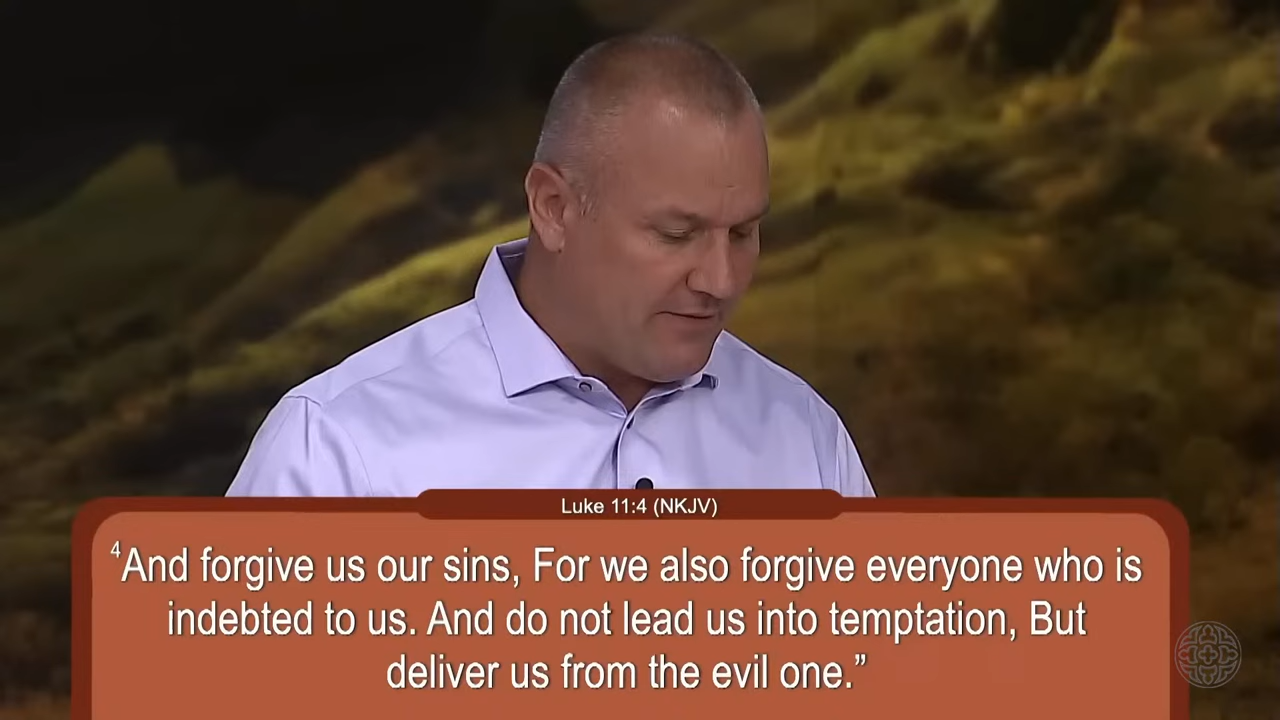 Luke 11:4 (NKJV)
4And forgive us our sins, For we also forgive everyone who is
indebted to us. And do not lead us into temptation, But
deliver us from the evil one.”